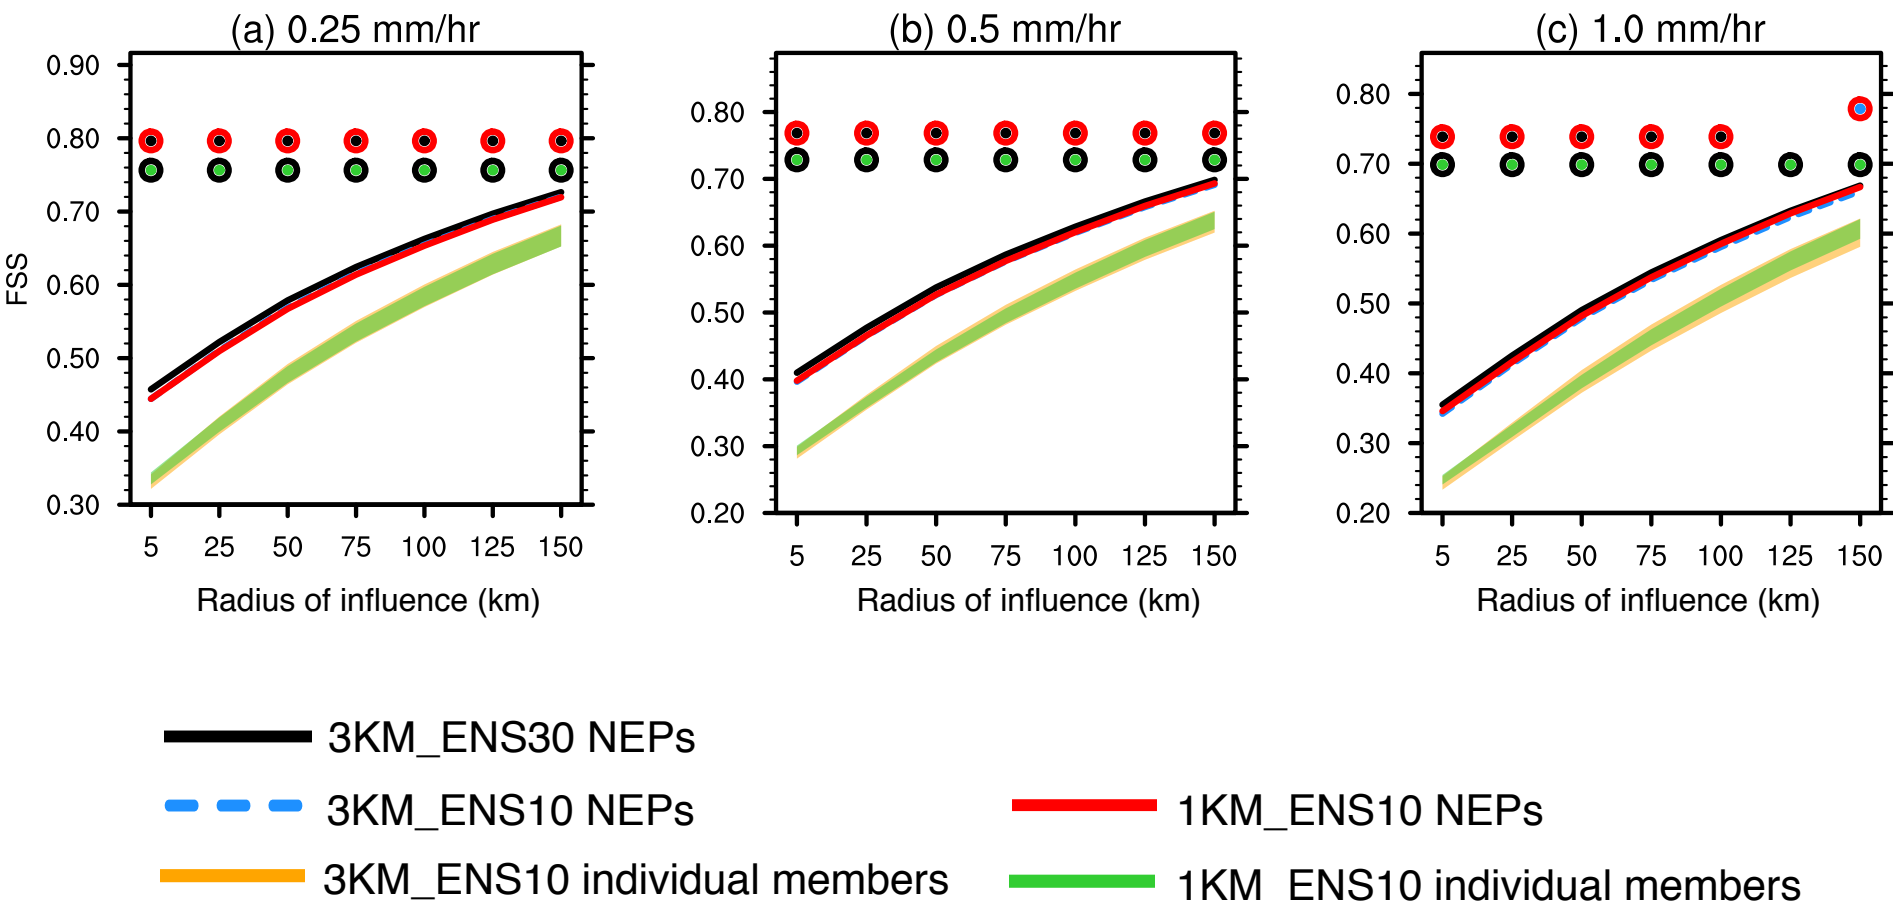 (a) 0.25 mm/hr
(b) 0.5 mm/hr
(c) 1.0 mm/hr
FSS
0.90
0.80
0.70
0.60
0.50
0.40
0.30
5 25 50 75 100 125 150
Radius of influence (km)
0.80
0.70
0.60
0.50
0.40
0.30
0.20
5 25 50 75 100 125 150
Radius of influence (km)
0.80
0.70
0.60
0.50
0.40
0.30
0.20
5 25 50 75 100 125 150
Radius of influence (km)
3KM_ENS30 NEPs
3KM_ENS10 NEPs
1KM_ENS10 NEPs
3KM_ENS10 individual members
1KM_ENS10 individual members